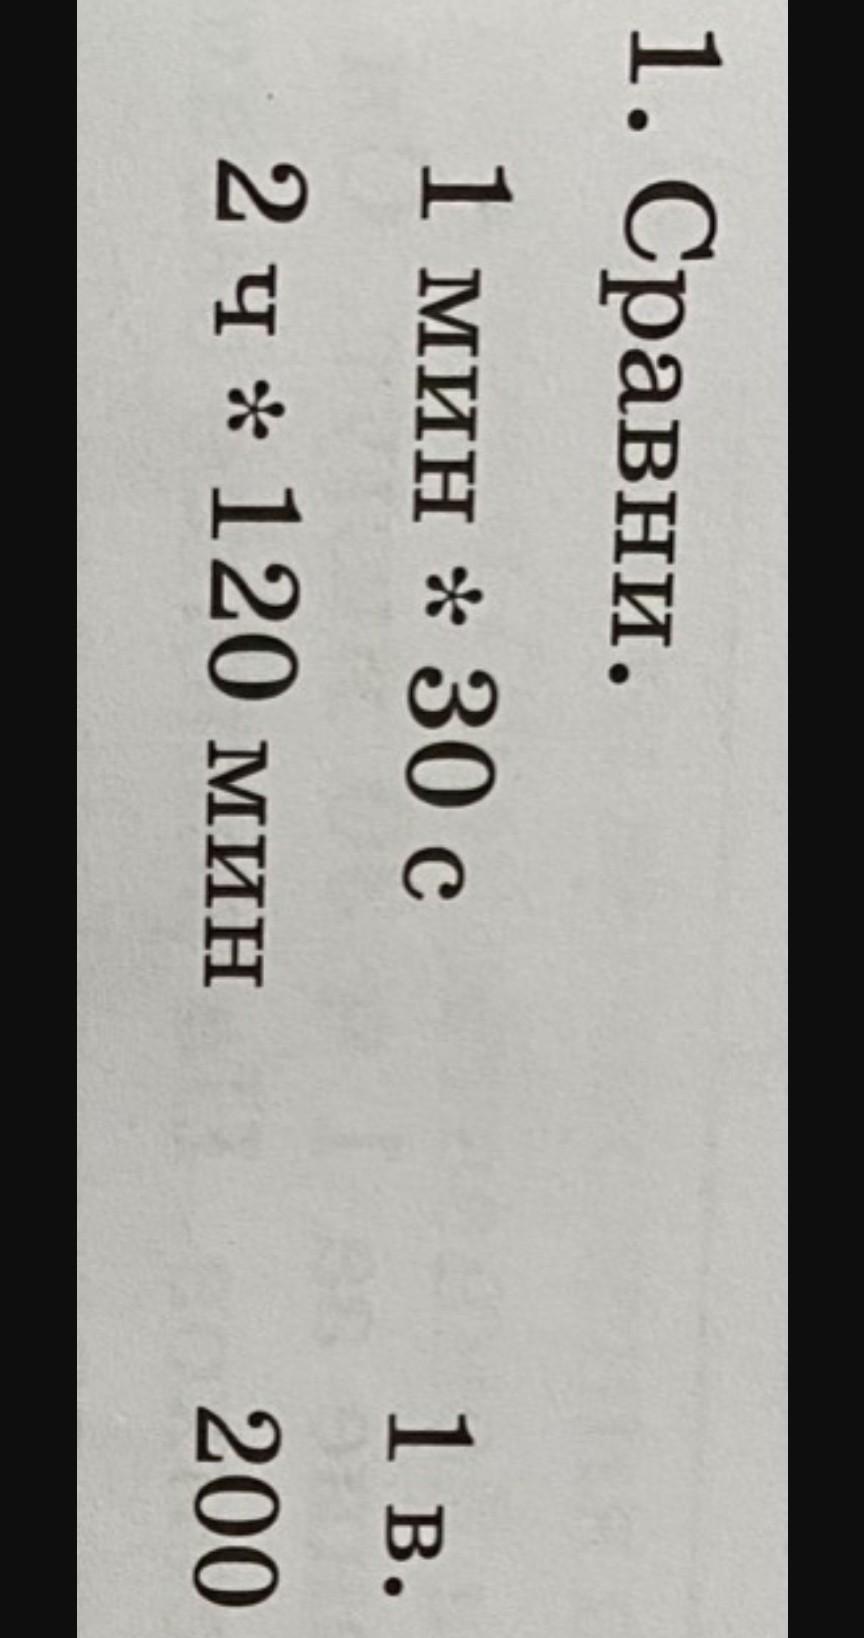 1. Сравни.
1 мин * 30 с 1 в.
2 ч * 120 мин 200